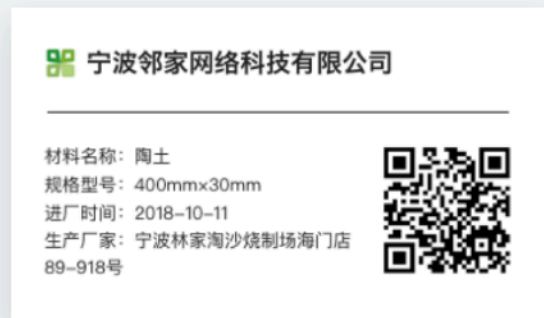 宁波邻家网络科技有限公司
材料名称：陶土
规格型号：400mm×30mm
进厂时间：2018-10-11
生产厂家：宁波林家淘沙烧制场海门店
89-918号